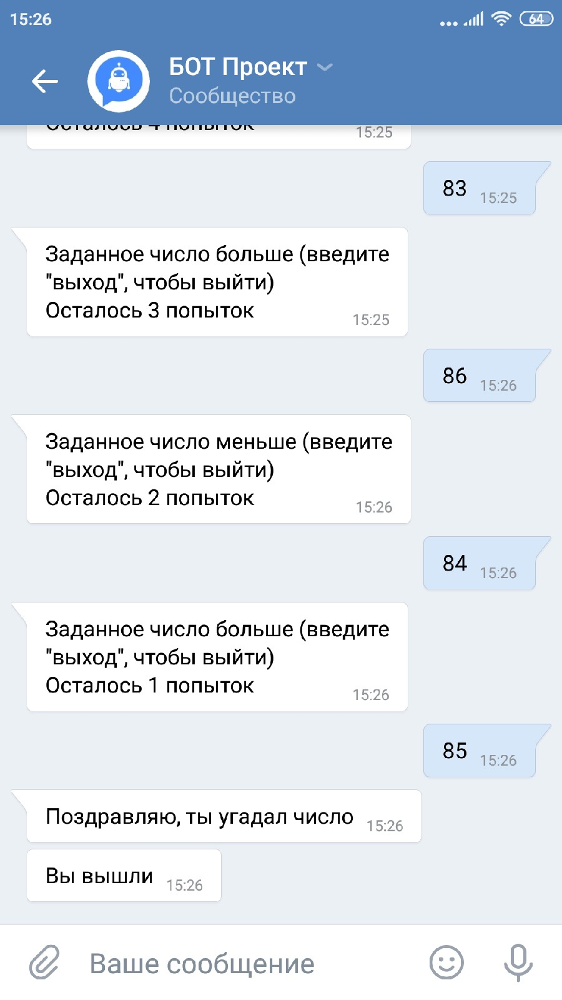 15:26
64
БОТ Проект
Сообщество
Осталось 4 попыток
15:25
83
15:25
Заданное число больше (введите
"выход", чтобы выйти)
Осталось 3 попыток
15:25
86
15:26
Заданное число меньше (введите
"выход", чтобы выйти)
Осталось 2 попыток
15:26
84
15:26
Заданное число больше (введите
"выход", чтобы выйти)
Осталось 1 попыток
15:26
85
15:26
Поздравляю, ты угадал число
15:26
Вы вышли
15:26
Ваше сообщение